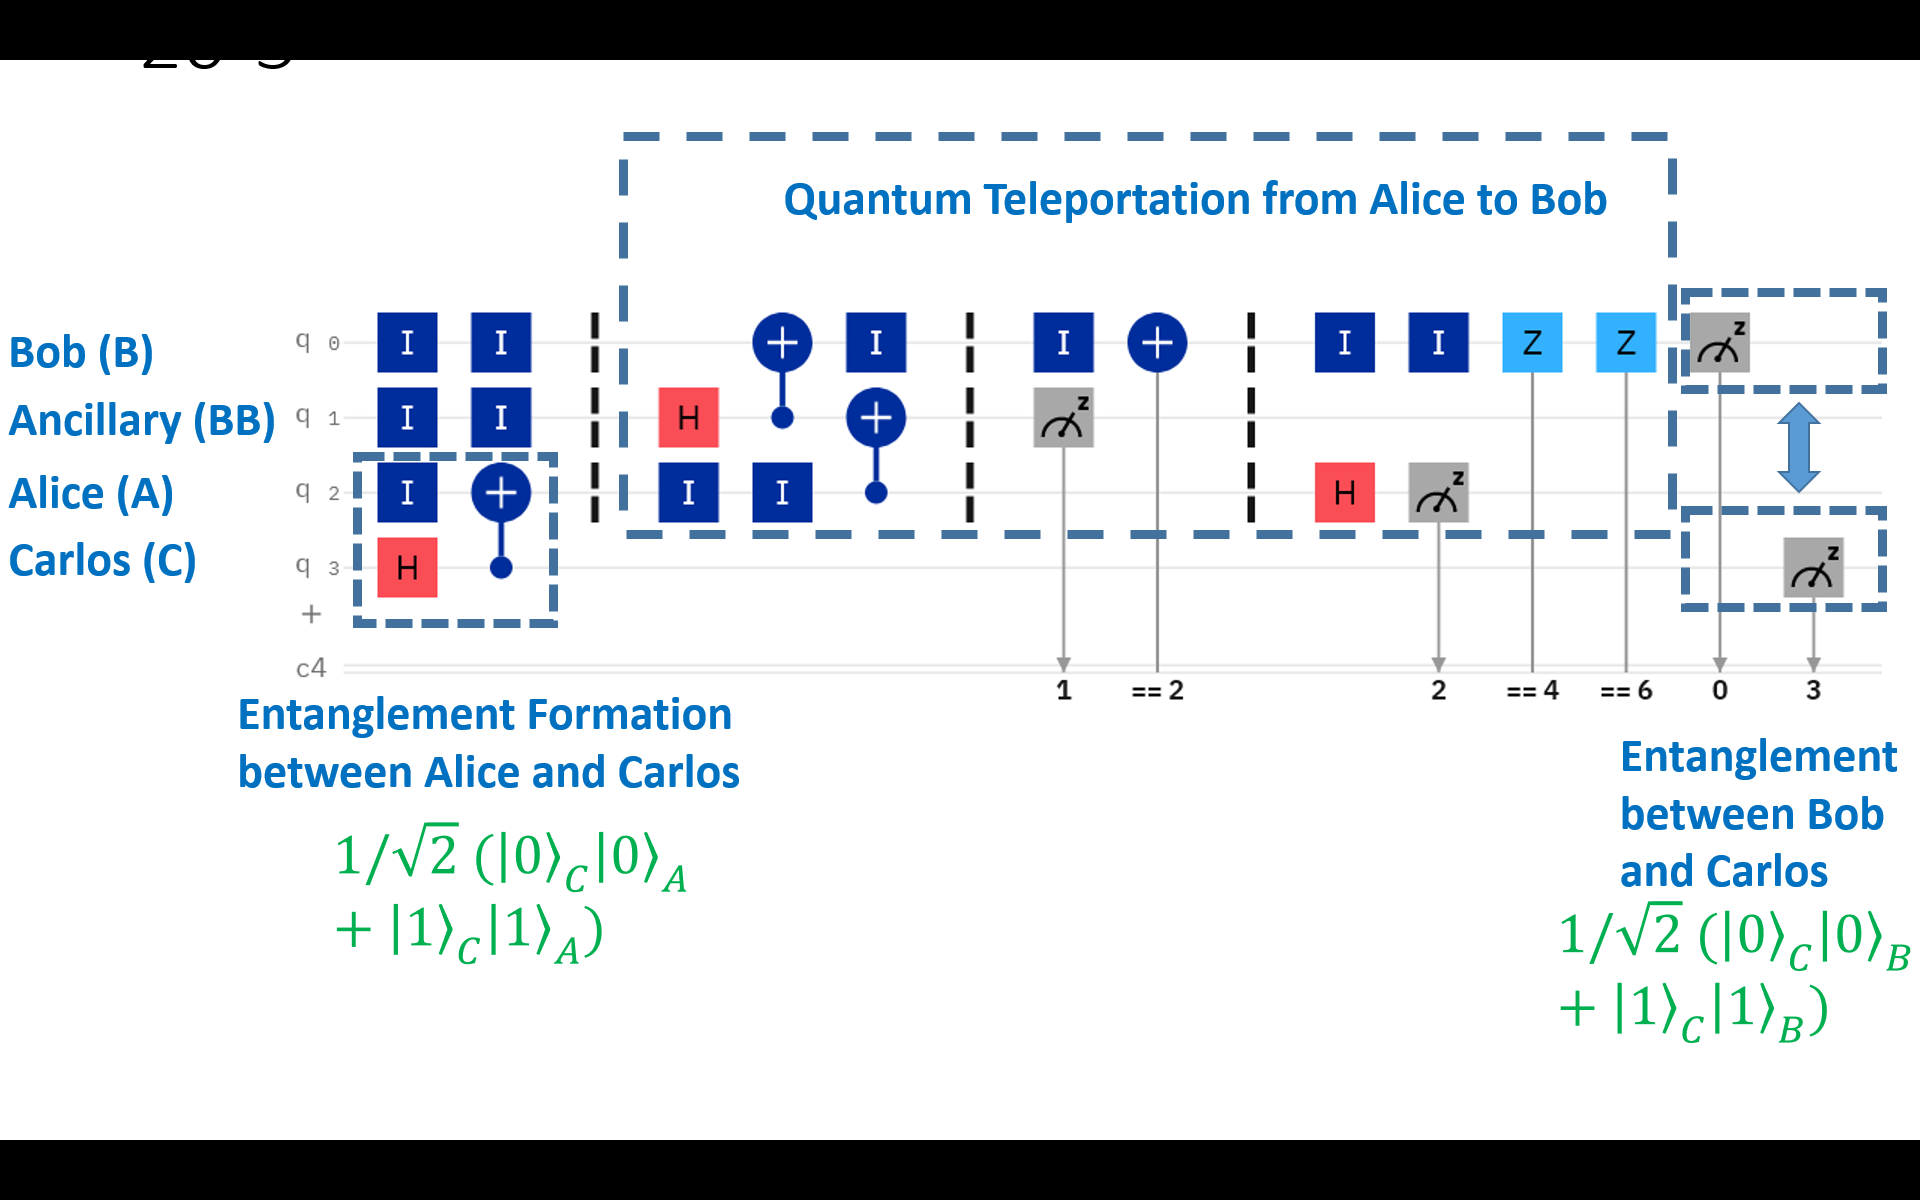 Quantum Teleportation from Alice to Bob
Bob (B) q 0 I I I I I I Z Z z
Ancillary (BB) q 1 I I H z
Alice (A) q 2 I I I H z
Carlos (C) q 3 H z
+
c4
1 == 2 2 == 4 == 6 0 3
Entanglement Formation
between Alice and Carlos
1/√2 (|0⟩_C|0⟩_A
+ |1⟩_C|1⟩_A)
Entanglement
between Bob
and Carlos
1/√2 (|0⟩_C|0⟩_B
+ |1⟩_C|1⟩_B)